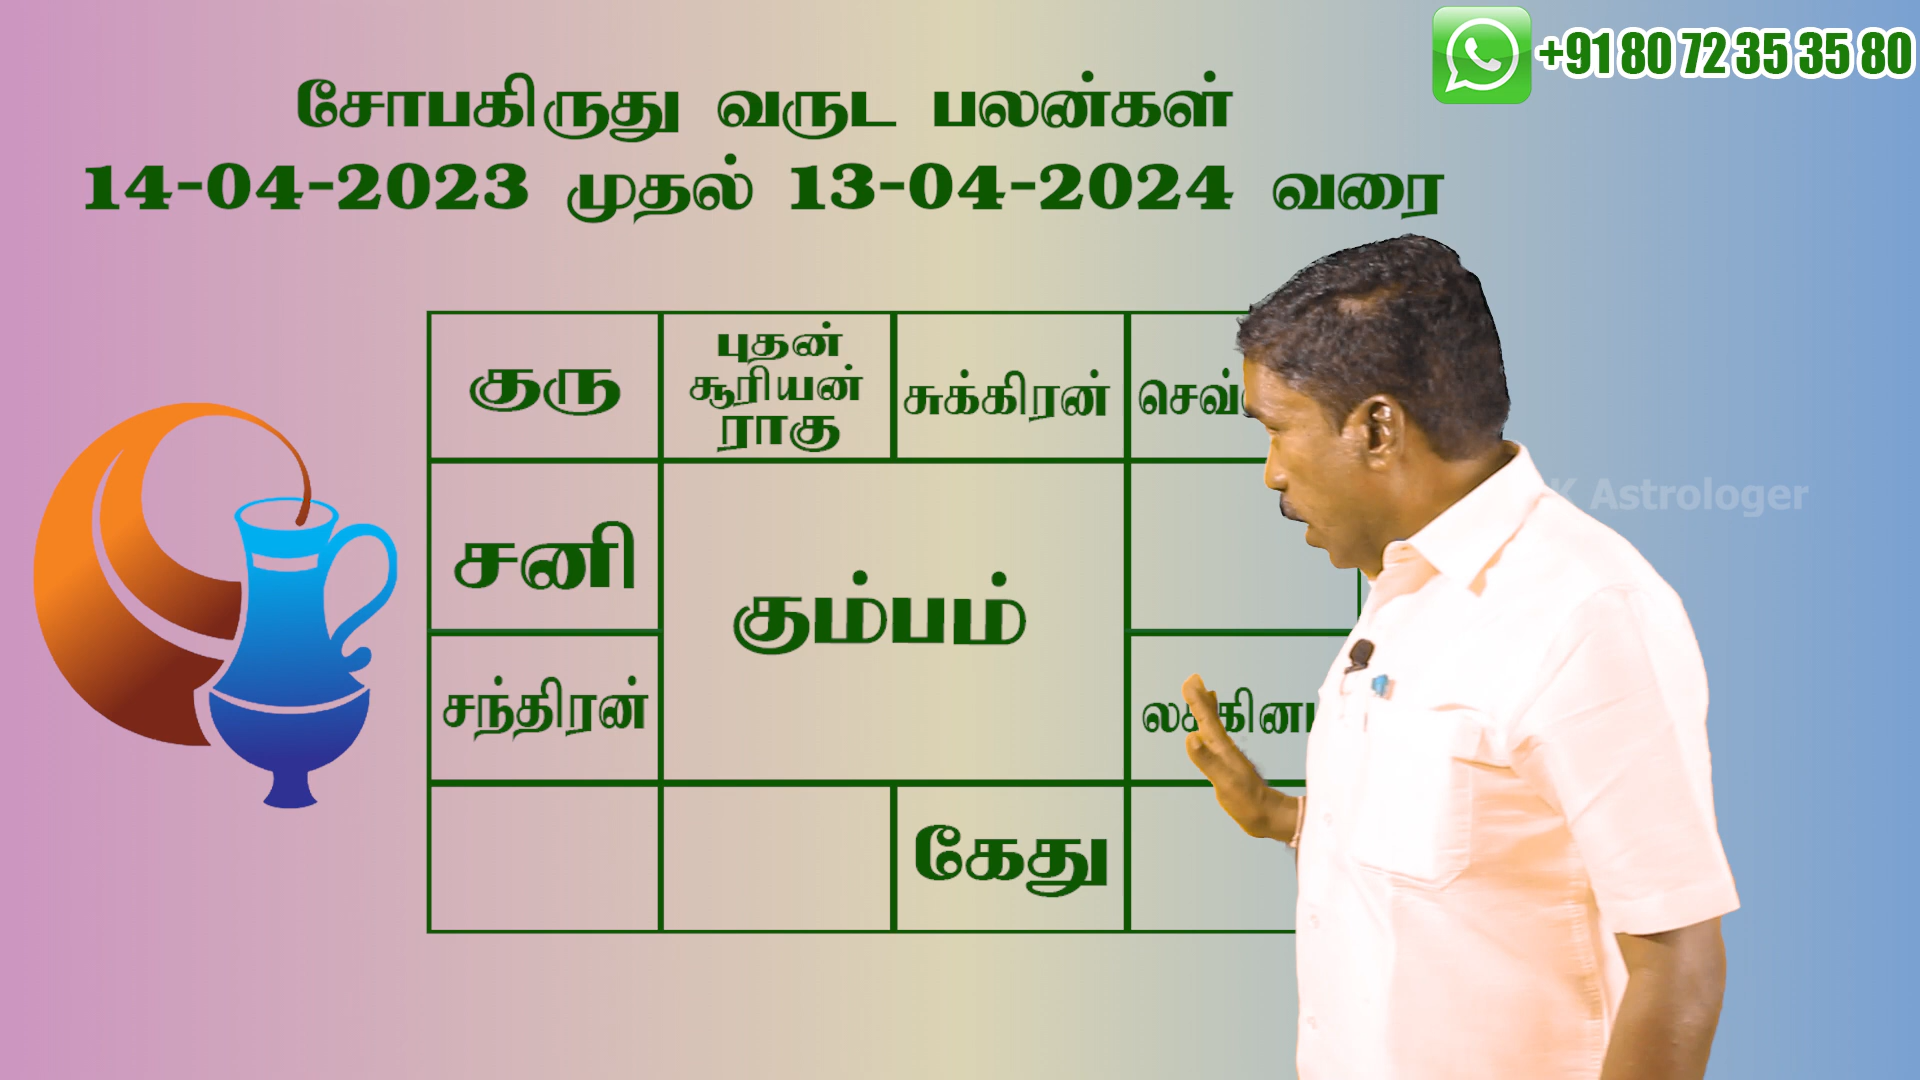 +91 80 72 35 35 80
சோபகிருது வருட பலன்கள்
14-04-2023 முதல் 13-04-2024 வரை
குரு
புதன்
சூரியன்
ராகு
சுக்கிரன்
சனி
கும்பம்
சந்திரன்
கேது
K Astrologer